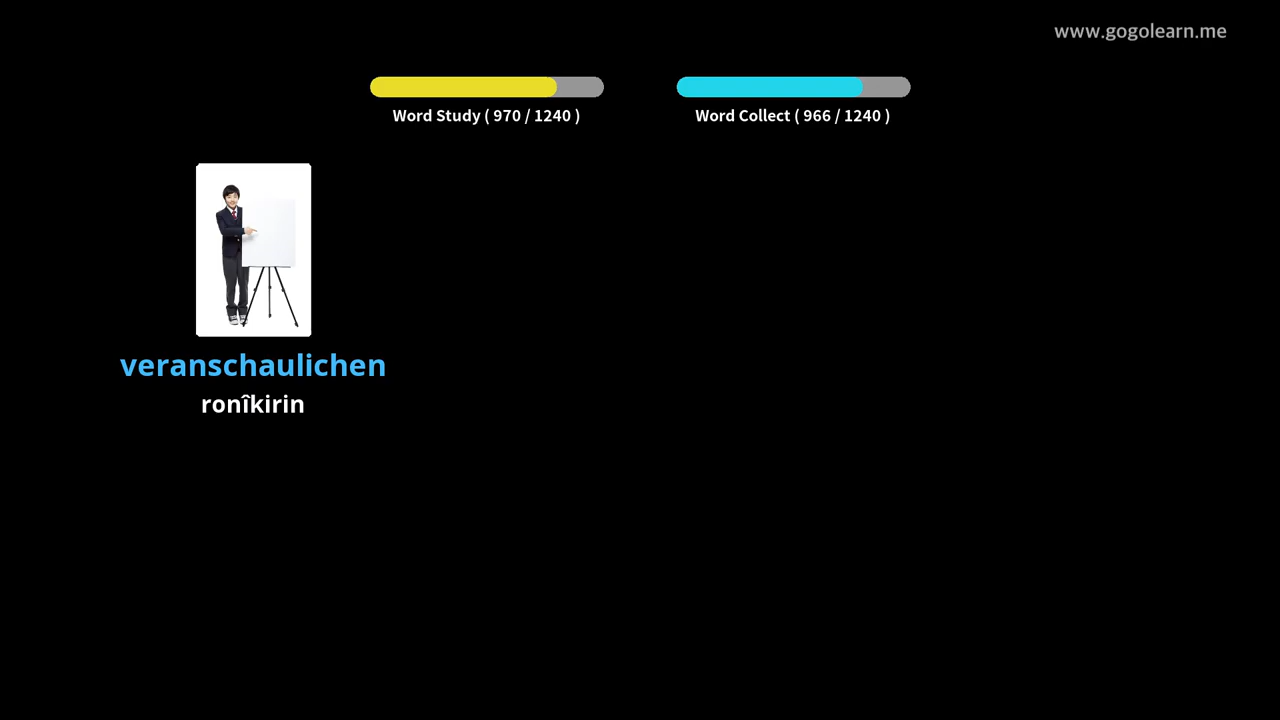 www.gogolearn.me
Word Study ( 970 / 1240 )
Word Collect ( 966 / 1240 )
veranschaulichen
ronîkirin